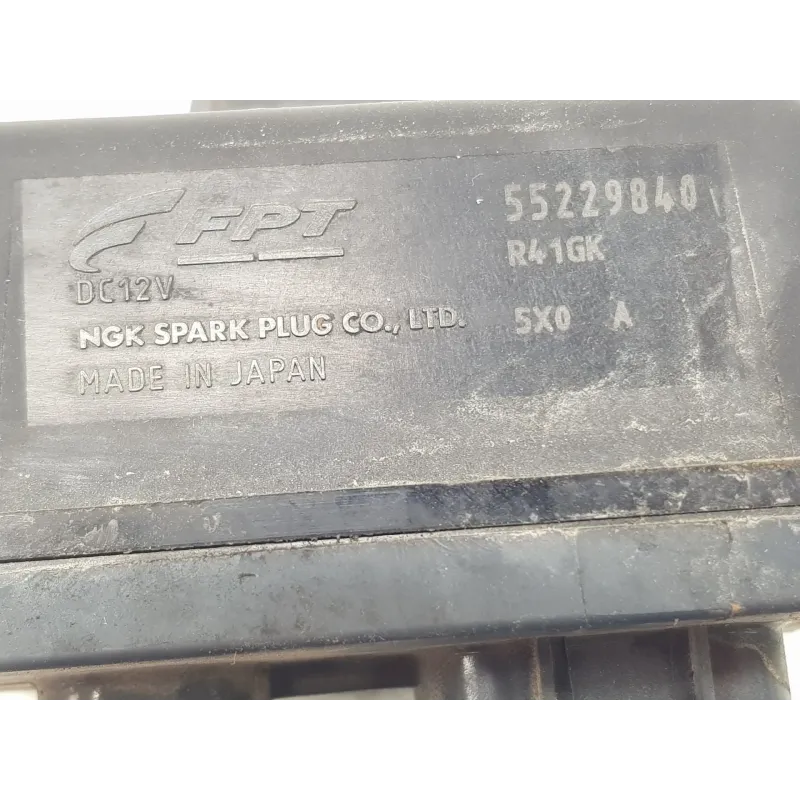 FPT 55229840
DC12V R41GK
NGK SPARK PLUG CO., LTD. 5X0 A
MADE IN JAPAN